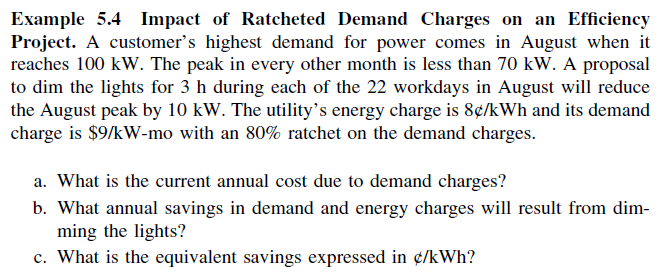 Example 5.4 Impact of Ratcheted Demand Charges on an Efficiency
Project. A customer's highest demand for power comes in August when it
reaches 100 kW. The peak in every other month is less than 70 kW. A proposal
to dim the lights for 3 h during each of the 22 workdays in August will reduce
the August peak by 10 kW. The utility's energy charge is 8¢/kWh and its demand
charge is $9/kW-mo with an 80% ratchet on the demand charges.
a. What is the current annual cost due to demand charges?
b. What annual savings in demand and energy charges will result from dim-
ming the lights?
c. What is the equivalent savings expressed in ¢/kWh?